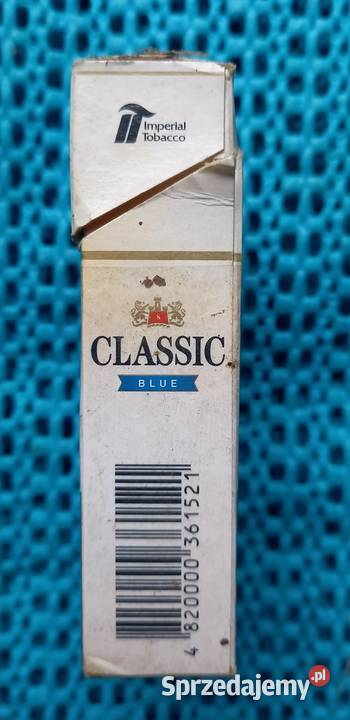 Imperial
Tobacco
CLASSIC
BLUE
4 820000 361521
Sprzedajemy.pl